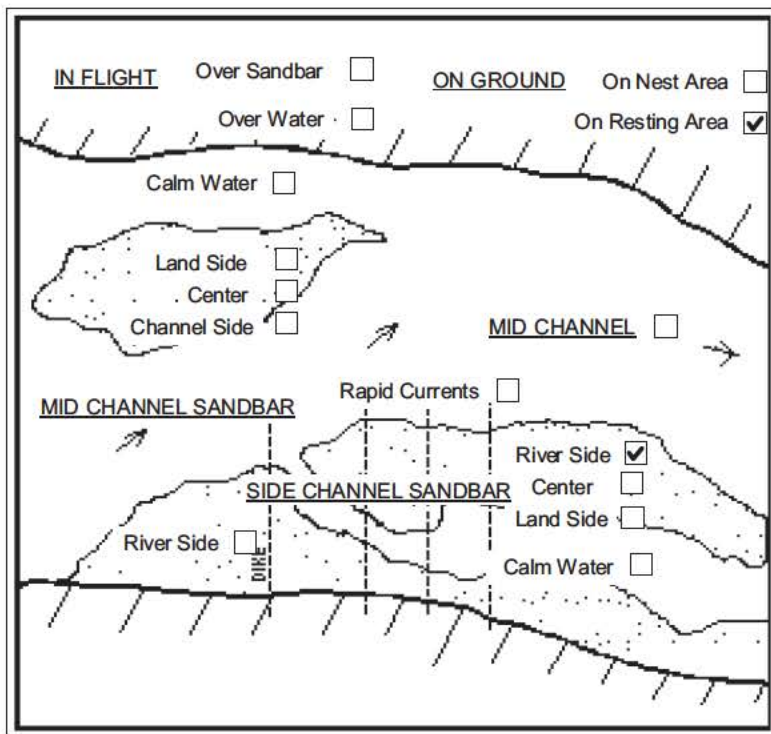 IN FLIGHT
Over Sandbar
Over Water
ON GROUND
On Nest Area
On Resting Area
Calm Water
Land Side
Center
Channel Side
MID CHANNEL
MID CHANNEL SANDBAR
Rapid Currents
River Side
Center
Land Side
SIDE CHANNEL SANDBAR
River Side
DIKE
Calm Water